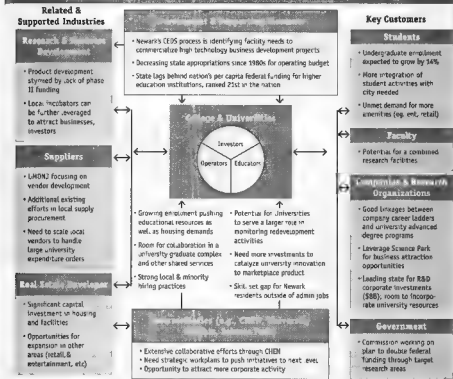 Related &
Supported Industries
Research &
Development
• Product development
stymied by lack of phase
II funding
• Local incubators can
be further leveraged
to attract businesses,
investors
Suppliers
• LHDNJ focusing on
vendor development
• Additional existing
efforts in local supply
procurement
• Need to scale local
vendors to handle
large university
expenditure orders
Real Estate Developer
• Significant capital
investment in housing
and facilities
• Opportunities for
expansion in other
areas (retail, &
entertainment, etc)
• Newark's CEDS process is identifying facility needs to
commercialize high technology business development projects
• Decreasing state appropriations since 1980s for operating budget
• State lags behind nation's per capita federal funding for higher
education institutions, ranked 21st in the nation
College & Universities
Investors
Operators
Educators
• Growing enrollment pushing
educational resources as
well as housing demands
• Room for collaboration in a
university graduate complex
and other shared services
• Strong local & minority
hiring practices
• Potential for Universities
to serve a larger role in
monitoring redevelopment
activities
• Need more investments to
catalyze university innovation
to marketplace product
• Skill set gap for Newark
residents outside of admin jobs
• Extensive collaborative efforts through CHEN
• Need strategic workplans to push initiatives to next level
• Opportunity to attract more corporate activity
Key Customers
Students
• Undergraduate enrollment
expected to grow by 14%
• More integration of
student activities with
city needed
• Unmet demand for more
amenities (eg. ent, retail)
Faculty
• Potential for a combined
research facilities
Companies & Research
Organizations
• Good linkages between
company career ladders
and university advanced
degree programs
• Leverage Science Park
for business attraction
opportunities
• Leading state for R&D
corporate investments
($8B); room to incorpo-
rate university resources
Government
• Commission working on
plan to double federal
funding through target
research areas